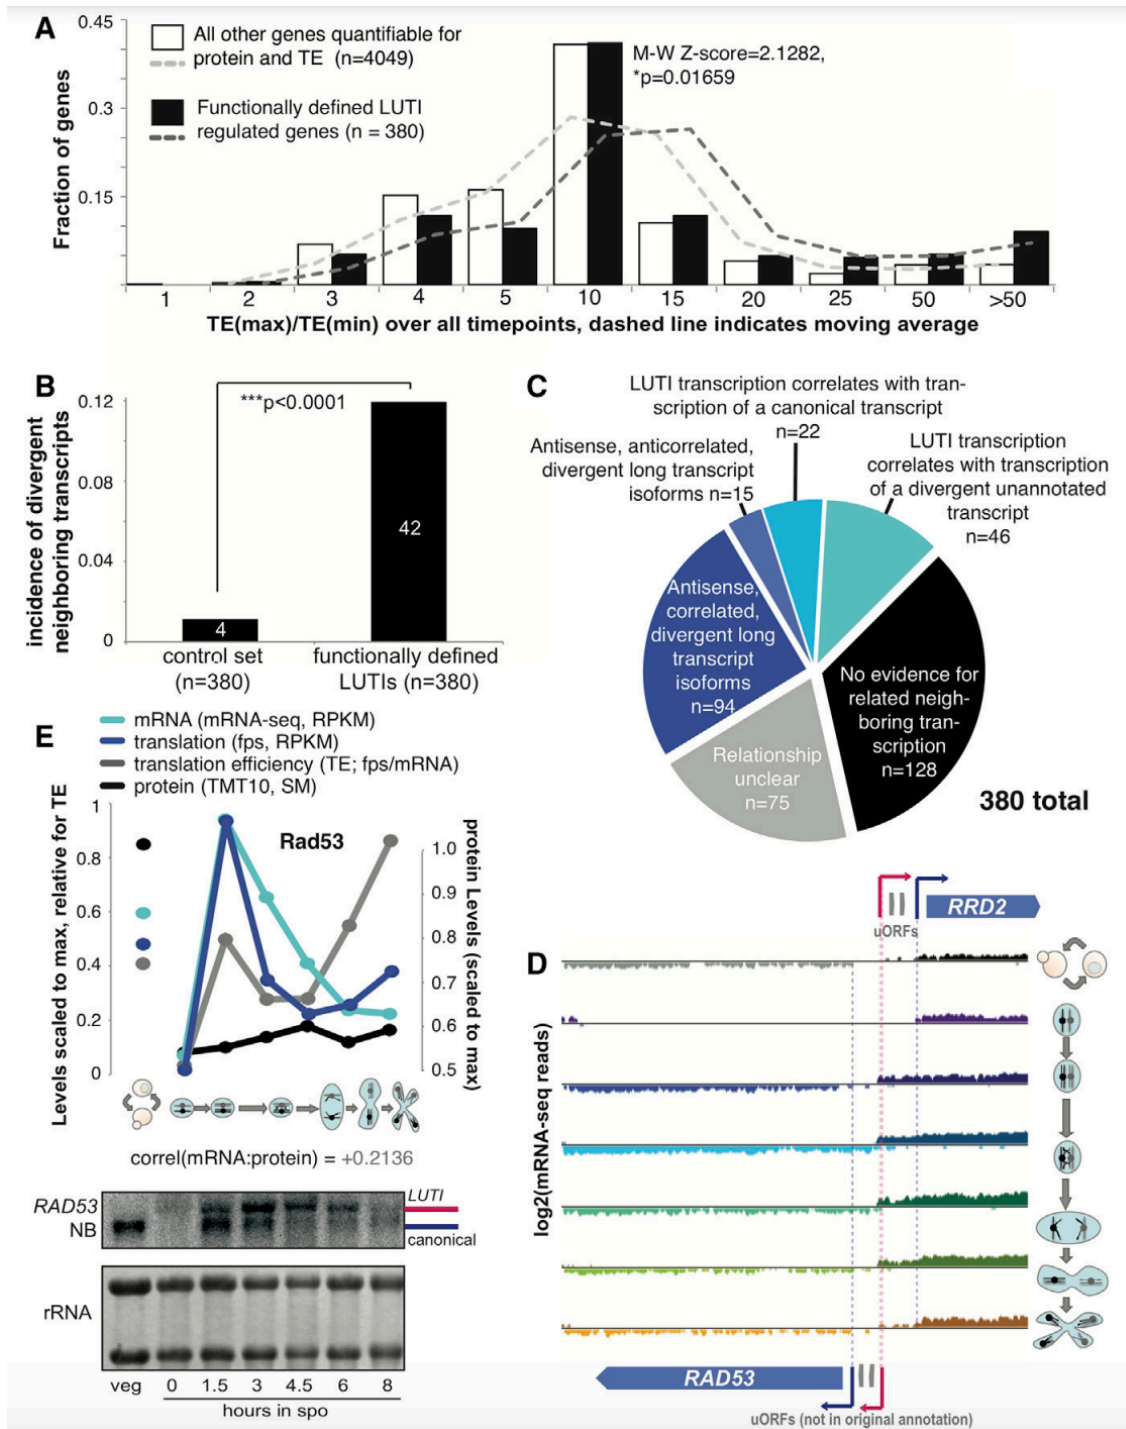 A
0.45
0.3
0.15
Fraction of genes
All other genes quantifiable for
protein and TE (n=4049)
Functionally defined LUTI
regulated genes (n = 380)
M-W Z-score=2.1282,
*p=0.01659
1 2 3 4 5 10 15 20 25 50 >50
TE(max)/TE(min) over all timepoints, dashed line indicates moving average
B
incidence of divergent
neighboring transcripts
0.12
0.08
0.04
0
***p<0.0001
4
42
control set
(n=380)
functionally defined
LUTIs (n=380)
C
LUTI transcription correlates with tran-
scription of a canonical transcript
n=22
Antisense, anticorrelated,
divergent long transcript
isoforms n=15
LUTI transcription
correlates with transcription
of a divergent unannotated
transcript
n=46
Antisense,
correlated,
divergent long
transcript
isoforms
n=94
No evidence for
related neigh-
boring tran-
scription
n=128
Relationship
unclear
n=75
380 total
E
mRNA (mRNA-seq, RPKM)
translation (fps, RPKM)
translation efficiency (TE; fps/mRNA)
protein (TMT10, SM)
Levels scaled to max, relative for TE
1
0.8
0.6
0.4
0.2
0
Rad53
1.0
0.9
0.8
0.7
0.6
0.5
protein Levels (scaled to max)
correl(mRNA:protein) = +0.2136
RAD53
NB
LUTI
canonical
rRNA
veg 0 1.5 3 4.5 6 8
hours in spo
D
RRD2
uORFs
log2(mRNA-seq reads)
RAD53
uORFs (not in original annotation)